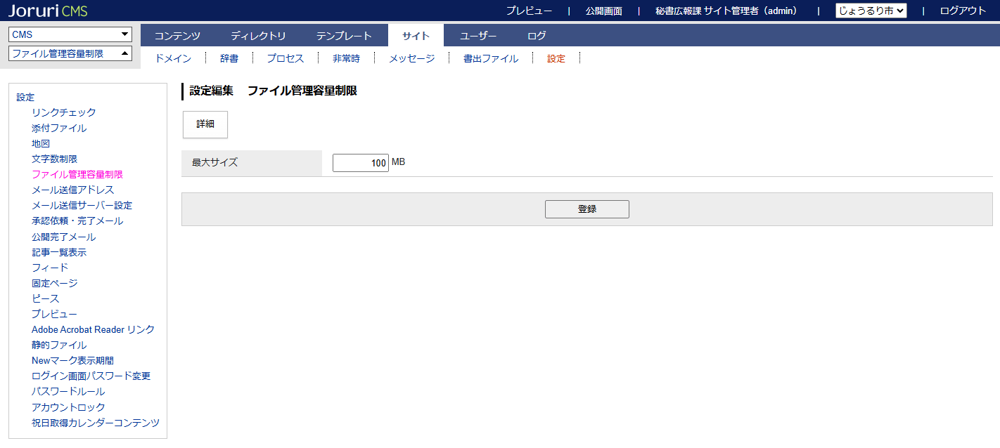 Joruri CMS プレビュー | 公開画面 | 秘書広報課 サイト管理者（admin） | じょうるり市 | ログアウト
CMS
コンテンツ ディレクトリ テンプレート サイト ユーザー ログ
ファイル管理容量制限
ドメイン 辞書 プロセス 非常時 メッセージ 書出ファイル 設定
設定
リンクチェック
添付ファイル
地図
文字数制限
ファイル管理容量制限
メール送信アドレス
メール送信サーバー設定
承認依頼・完了メール
公開完了メール
記事一覧表示
フィード
固定ページ
ピース
プレビュー
Adobe Acrobat Reader リンク
静的ファイル
Newマーク表示期間
ログイン画面パスワード変更
パスワードルール
アカウントロック
祝日取得カレンダーコンテンツ
設定編集 ファイル管理容量制限
詳細
最大サイズ 100 MB
登録